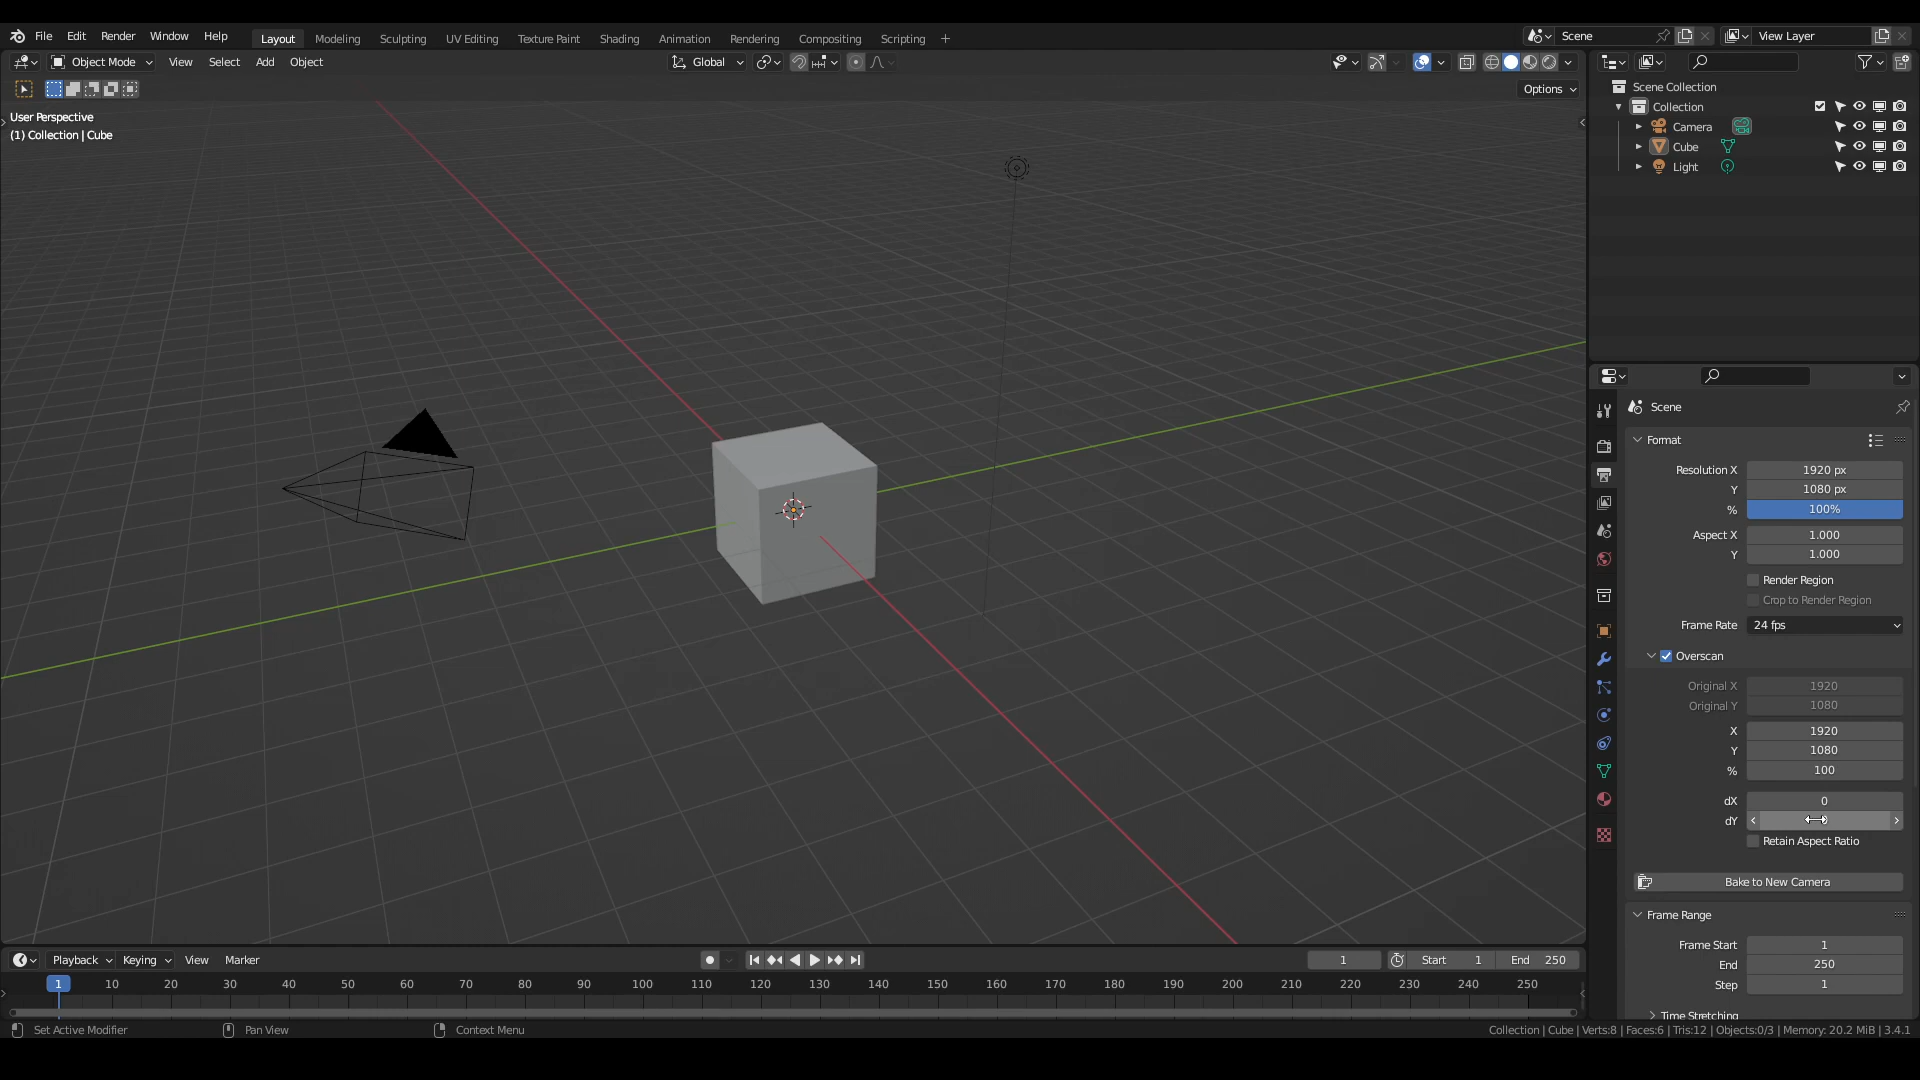 File Edit Render Window Help Layout Modeling Sculpting UV Editing Texture Paint Shading Animation Rendering Compositing Scripting + Scene View Layer
Object Mode View Select Add Object Global
Options
User Perspective
(1) Collection | Cube
Scene Collection
Collection
Camera
Cube
Light
Scene
Format
Resolution X 1920 px
Y 1080 px
% 100%
Aspect X 1.000
Y 1.000
Render Region
Crop to Render Region
Frame Rate 24 fps
Overscan
Original X 1920
Original Y 1080
X 1920
Y 1080
% 100
dX 0
dY
Retain Aspect Ratio
Bake to New Camera
Frame Range
Frame Start 1
End 250
Step 1
Time Stretching
Playback Keying View Marker 1 Start 1 End 250
1 10 20 30 40 50 60 70 80 90 100 110 120 130 140 150 160 170 180 190 200 210 220 230 240 250
Set Active Modifier Pan View Context Menu Collection | Cube | Verts:8 | Faces:6 | Tris:12 | Objects:0/3 | Memory: 20.2 MiB | 3.4.1